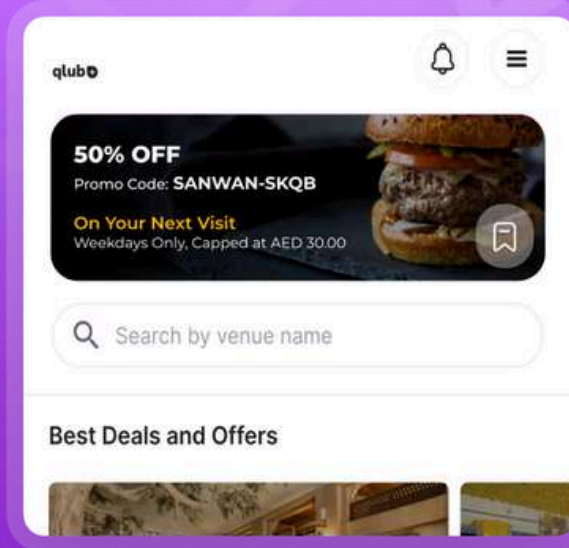 qlub
50% OFF
Promo Code: SANWAN-SKQB
On Your Next Visit
Weekdays Only, Capped at AED 30.00
Search by venue name
Best Deals and Offers